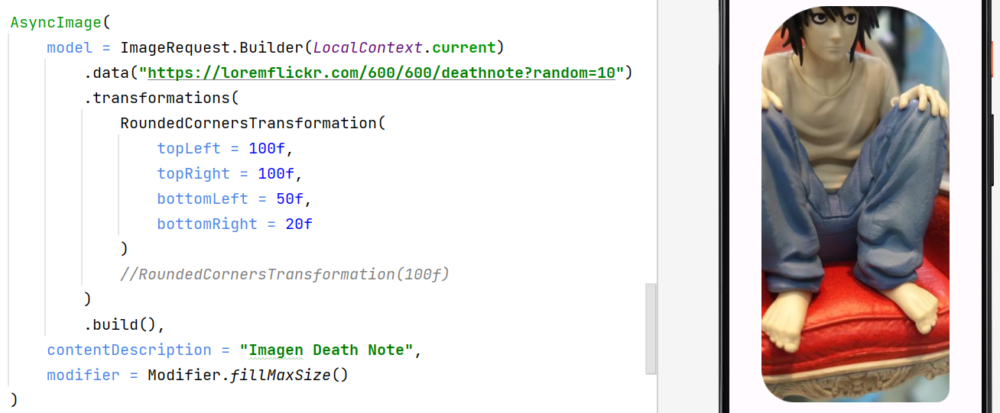 AsyncImage(
model = ImageRequest.Builder(LocalContext.current)
.data("https://loremflickr.com/600/600/deathnote?random=10")
.transformations(
RoundedCornersTransformation(
topLeft = 100f,
topRight = 100f,
bottomLeft = 50f,
bottomRight = 20f
)
//RoundedCornersTransformation(100f)
)
.build(),
contentDescription = "Imagen Death Note",
modifier = Modifier.fillMaxSize()
)